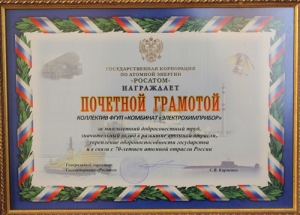 ГОСУДАРСТВЕННАЯ КОРПОРАЦИЯ
ПО АТОМНОЙ ЭНЕРГИИ
«РОСАТОМ»
НАГРАЖДАЕТ
ПОЧЕТНОЙ ГРАМОТОЙ
КОЛЛЕКТИВ ФГУП «КОМБИНАТ «ЭЛЕКТРОХИМПРИБОР»
за многолетний добросовестный труд,
значительный вклад в развитие атомной отрасли,
укрепление обороноспособности государства
и в связи с 70-летием атомной отрасли России
Генеральный директор
Госкорпорации «Росатом»
С.В. Кириенко